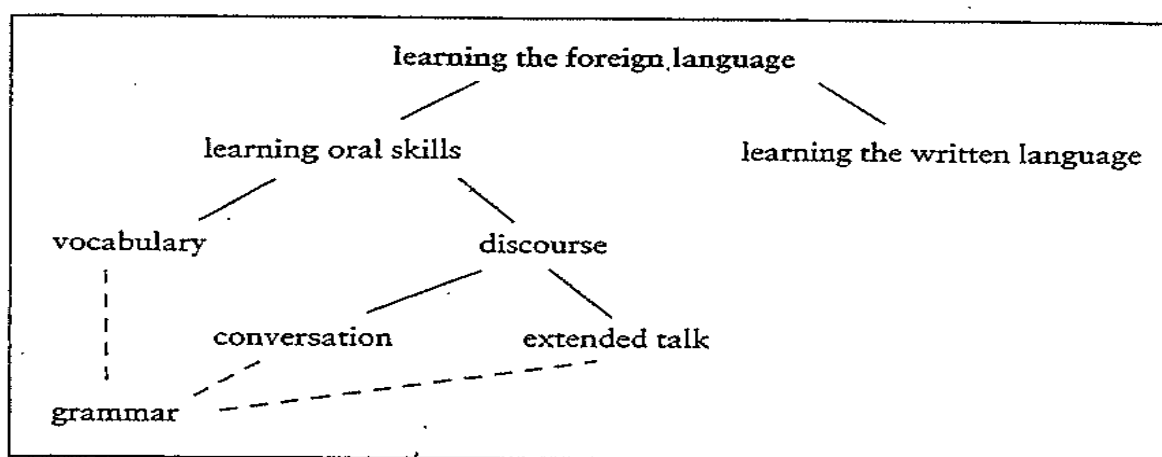 learning the foreign language
learning oral skills
learning the written language
vocabulary
discourse
conversation
extended talk
grammar